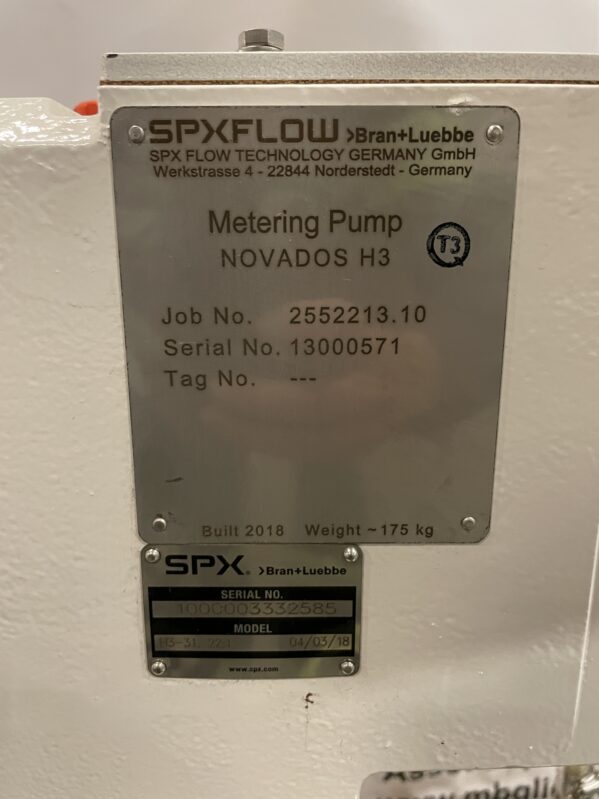 SPXFLOW >Bran+Luebbe
SPX FLOW TECHNOLOGY GERMANY GmbH
Werkstrasse 4 - 22844 Norderstedt - Germany
Metering Pump
NOVADOS H3
T3
Job No. 2552213.10
Serial No. 13000571
Tag No. ---
Built 2018 Weight ~175 kg
SPX. >Bran+Luebbe
SERIAL NO.
1000003332585
MODEL
04/03/18
www.spx.com